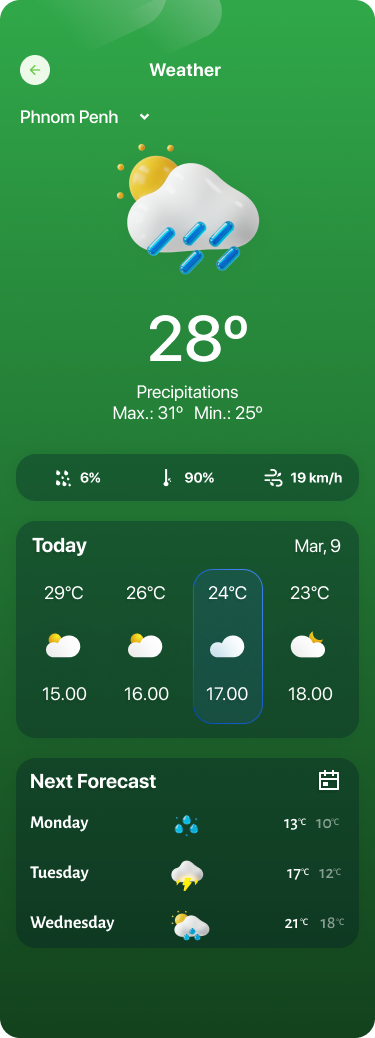 Weather
Phnom Penh
28º
Precipitations
Max.: 31º Min.: 25º
6% 90% 19 km/h
Today Mar, 9
29°C 26°C 24°C 23°C
15.00 16.00 17.00 18.00
Next Forecast
Monday 13°C 10°C
Tuesday 17°C 12°C
Wednesday 21°C 18°C